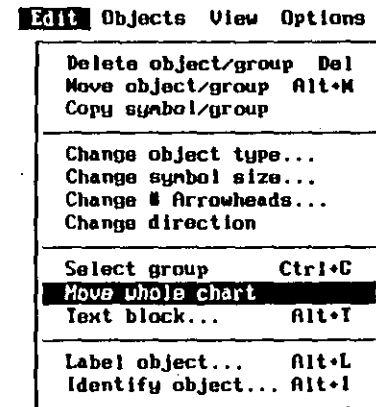 Edit Objects View Options
Delete object/group Del
Move object/group Alt+M
Copy symbol/group
Change object type...
Change symbol size...
Change # Arrowheads...
Change direction
Select group Ctrl+G
Move whole chart
Text block... Alt+T
Label object... Alt+L
Identify object... Alt+I